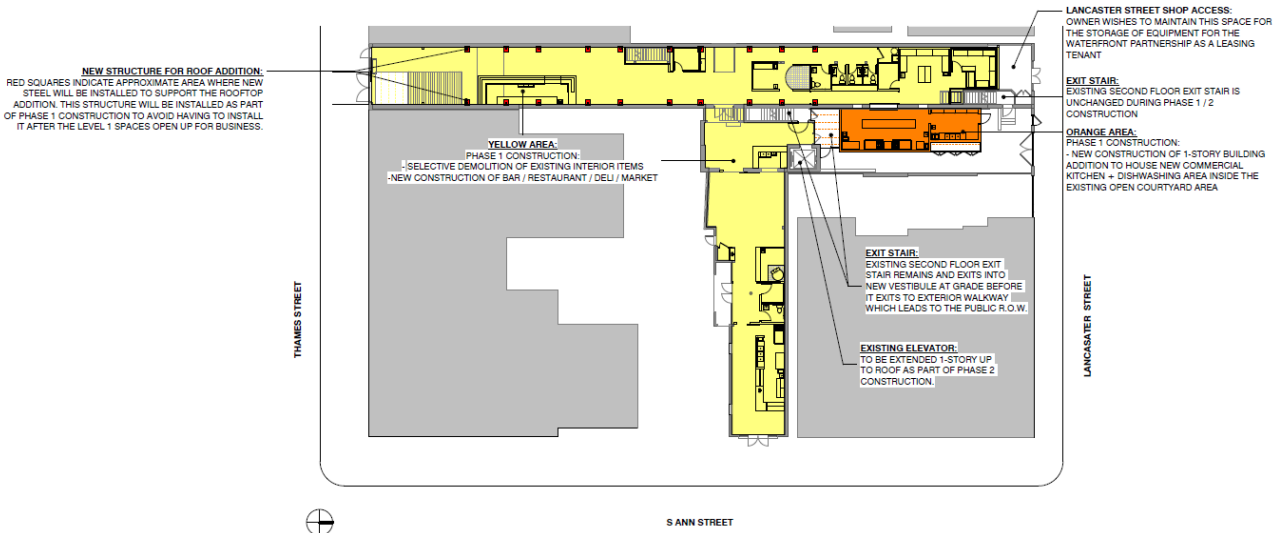 NEW STRUCTURE FOR ROOF ADDITION:
RED SQUARES INDICATE APPROXIMATE AREA WHERE NEW
STEEL WILL BE INSTALLED TO SUPPORT THE ROOFTOP
ADDITION. THIS STRUCTURE WILL BE INSTALLED AS PART
OF PHASE 1 CONSTRUCTION TO AVOID HAVING TO INSTALL
IT AFTER THE LEVEL 1 SPACES OPEN UP FOR BUSINESS.
YELLOW AREA:
PHASE 1 CONSTRUCTION:
- SELECTIVE DEMOLITION OF EXISTING INTERIOR ITEMS
-NEW CONSTRUCTION OF BAR / RESTAURANT / DELI / MARKET
LANCASTER STREET SHOP ACCESS:
OWNER WISHES TO MAINTAIN THIS SPACE FOR
THE STORAGE OF EQUIPMENT FOR THE
WATERFRONT PARTNERSHIP AS A LEASING
TENANT
EXIT STAIR:
EXISTING SECOND FLOOR EXIT STAIR IS
UNCHANGED DURING PHASE 1 / 2
CONSTRUCTION
ORANGE AREA:
PHASE 1 CONSTRUCTION:
- NEW CONSTRUCTION OF 1-STORY BUILDING
ADDITION TO HOUSE NEW COMMERCIAL
KITCHEN + DISHWASHING AREA INSIDE THE
EXISTING OPEN COURTYARD AREA
EXIT STAIR:
EXISTING SECOND FLOOR EXIT
STAIR REMAINS AND EXITS INTO
NEW VESTIBULE AT GRADE BEFORE
IT EXITS TO EXTERIOR WALKWAY
WHICH LEADS TO THE PUBLIC R.O.W.
EXISTING ELEVATOR:
TO BE EXTENDED 1-STORY UP
TO ROOF AS PART OF PHASE 2
CONSTRUCTION.
THAMES STREET
LANCASATER STREET
S ANN STREET